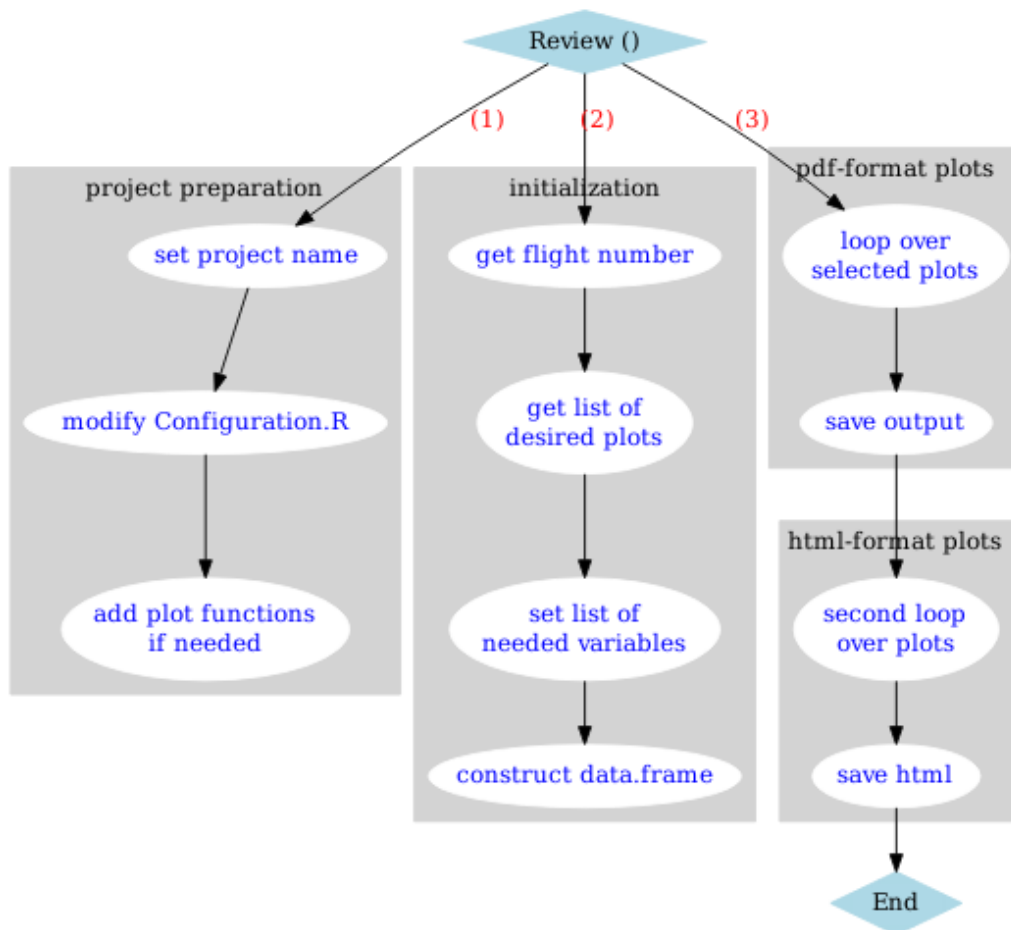 Review ()
(1)
(2)
(3)
project preparation
set project name
modify Configuration.R
add plot functions
if needed
initialization
get flight number
get list of
desired plots
set list of
needed variables
construct data.frame
pdf-format plots
loop over
selected plots
save output
html-format plots
second loop
over plots
save html
End